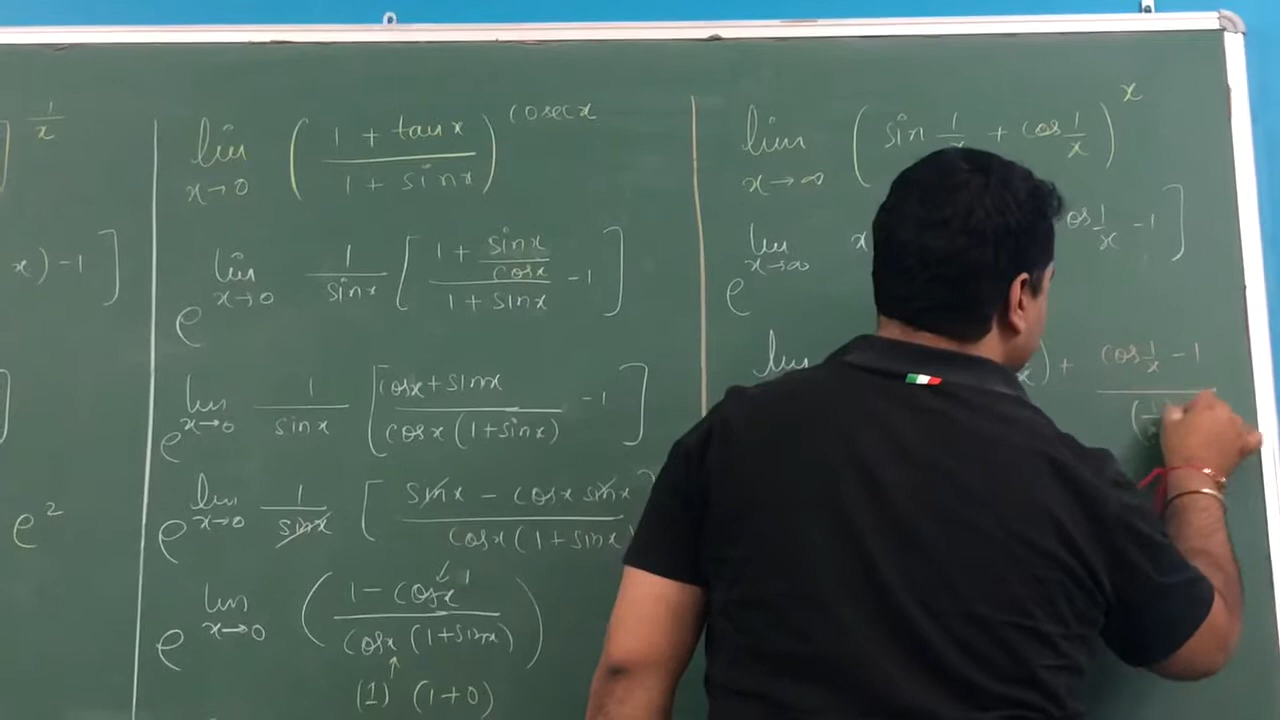 ] 1/x
x) -1 ]
]
e^2
lim x→0 ( (1 + tan x) / (1 + sin x) )^cosec x
e^ lim x→0 1/sin x [ (1 + sin x/cos x) / (1 + sin x) -1 ]
e^ lim x→0 1/sin x [ (cos x + sin x) / (cos x (1 + sin x)) -1 ]
e^ lim x→0 1/sin x [ (sin x - cos x sin x) / (cos x (1 + sin x)
e^ lim x→0 ( (1 - cos x) / (cos x (1 + sin x)) )
1
(1) (1+0)
lim x→∞ ( sin 1/x + cos 1/x )^x
e^ lim x→∞ x os 1/x -1 ]
lim x) + (cos 1/x - 1) / (1